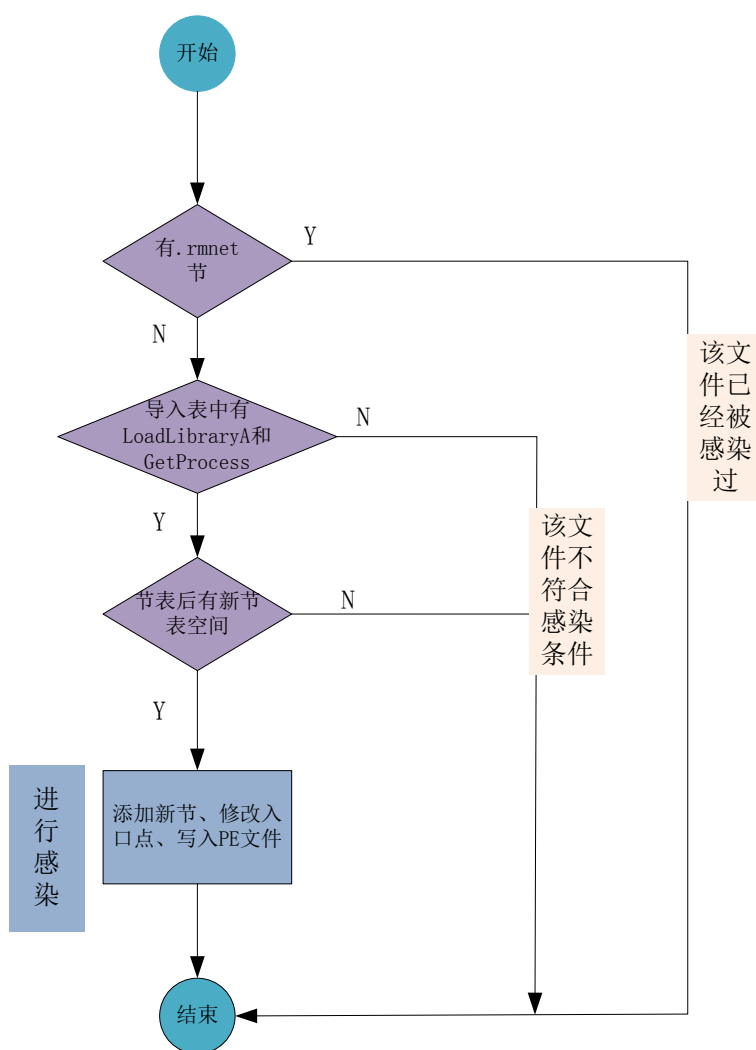 开始
有.rmnet
节
Y
N
导入表中有
LoadLibraryA和
GetProcess
N
Y
该文
件已
经被
感染
过
该文
件不
符合
感染
条件
节表后有新节
表空间
N
Y
进
行
感
染
添加新节、修改入
口点、写入PE文件
结束